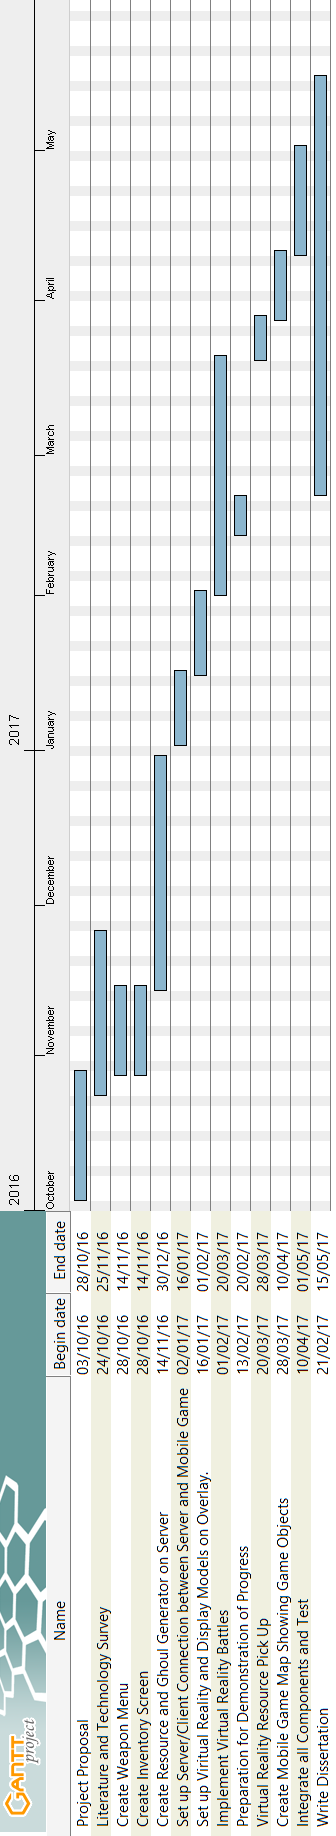 GANTT
project
2016
2017
Name
Begin date
End date
October
November
December
January
February
March
April
May
Project Proposal 03/10/16 28/10/16
Literature and Technology Survey 24/10/16 25/11/16
Create Weapon Menu 28/10/16 14/11/16
Create Inventory Screen 28/10/16 14/11/16
Create Resource and Ghoul Generator on Server 14/11/16 30/12/16
Set up Server/Client Connection between Server and Mobile Game 02/01/17 16/01/17
Set up Viritual Reality and Display Models on Overlay. 16/01/17 01/02/17
Implement Virtual Reality Battles 01/02/17 20/03/17
Preparation for Demonstration of Progress 13/02/17 20/02/17
Virtual Reality Resource Pick Up 20/03/17 28/03/17
Create Mobile Game Map Showing Game Objects 28/03/17 10/04/17
Integrate all Components and Test 10/04/17 01/05/17
Write Dissertation 21/02/17 15/05/17